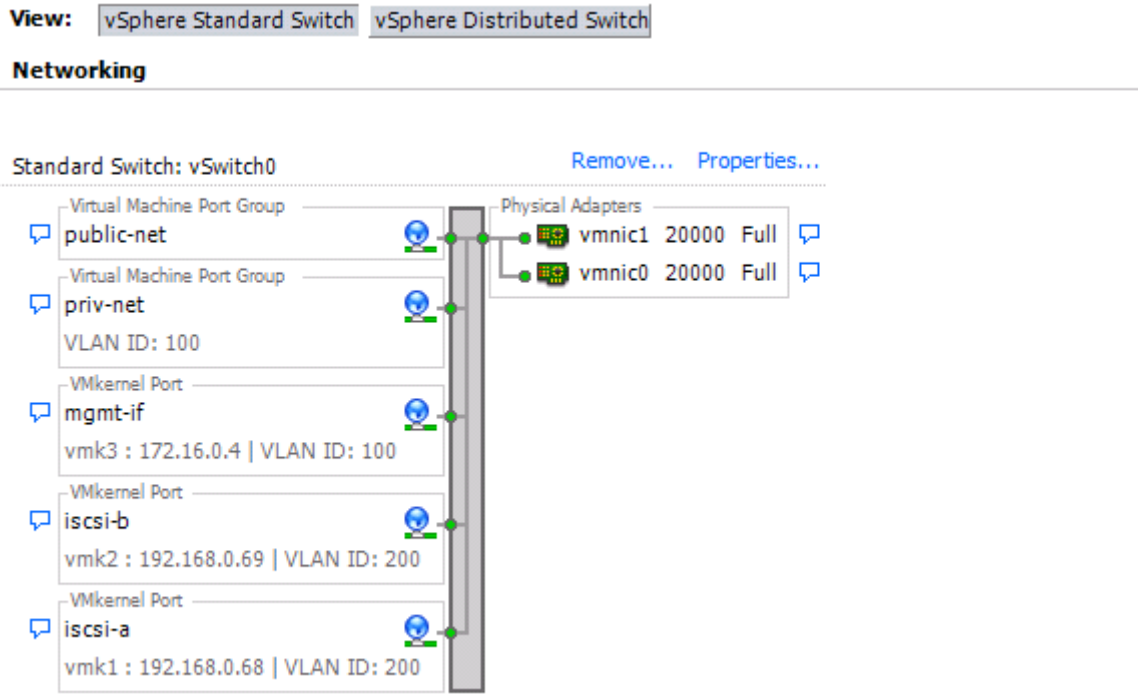 View: vSphere Standard Switch vSphere Distributed Switch
Networking
Standard Switch: vSwitch0 Remove... Properties...
Virtual Machine Port Group
public-net
Physical Adapters
vmnic1 20000 Full
vmnic0 20000 Full
Virtual Machine Port Group
priv-net
VLAN ID: 100
VMkernel Port
mgmt-if
vmk3 : 172.16.0.4 | VLAN ID: 100
VMkernel Port
iscsi-b
vmk2 : 192.168.0.69 | VLAN ID: 200
VMkernel Port
iscsi-a
vmk1 : 192.168.0.68 | VLAN ID: 200